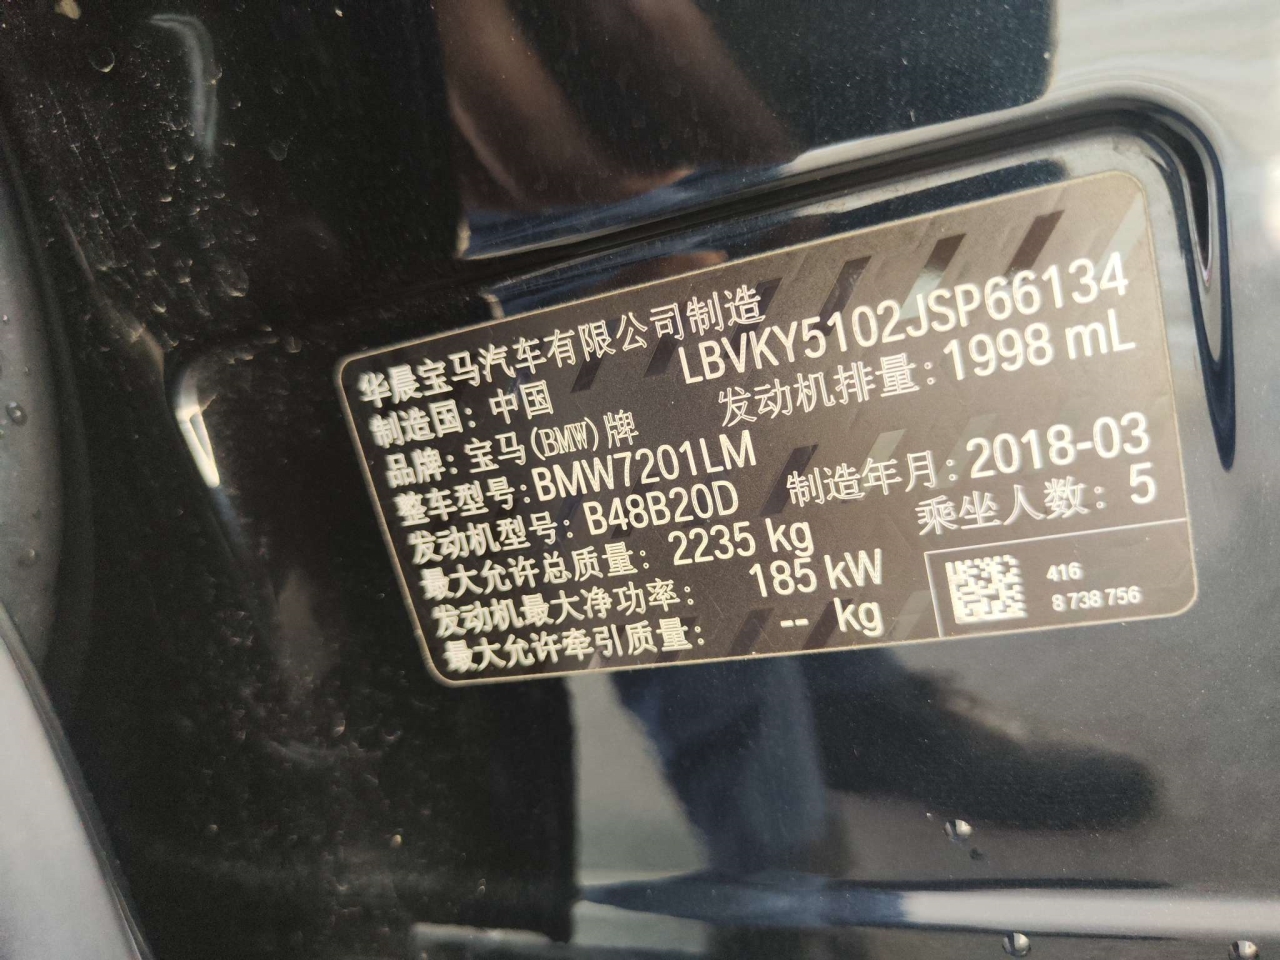 华晨宝马汽车有限公司制造
LBVKY5102JSP66134
制造国：中国
发动机排量：1998 mL
品牌：宝马(BMW)牌
整车型号：BMW7201LM
制造年月：2018-03
发动机型号：B48B20D
乘坐人数：5
最大允许总质量：2235 kg
发动机最大净功率：185 kW
最大允许牵引质量：-- kg
416
8 738 756